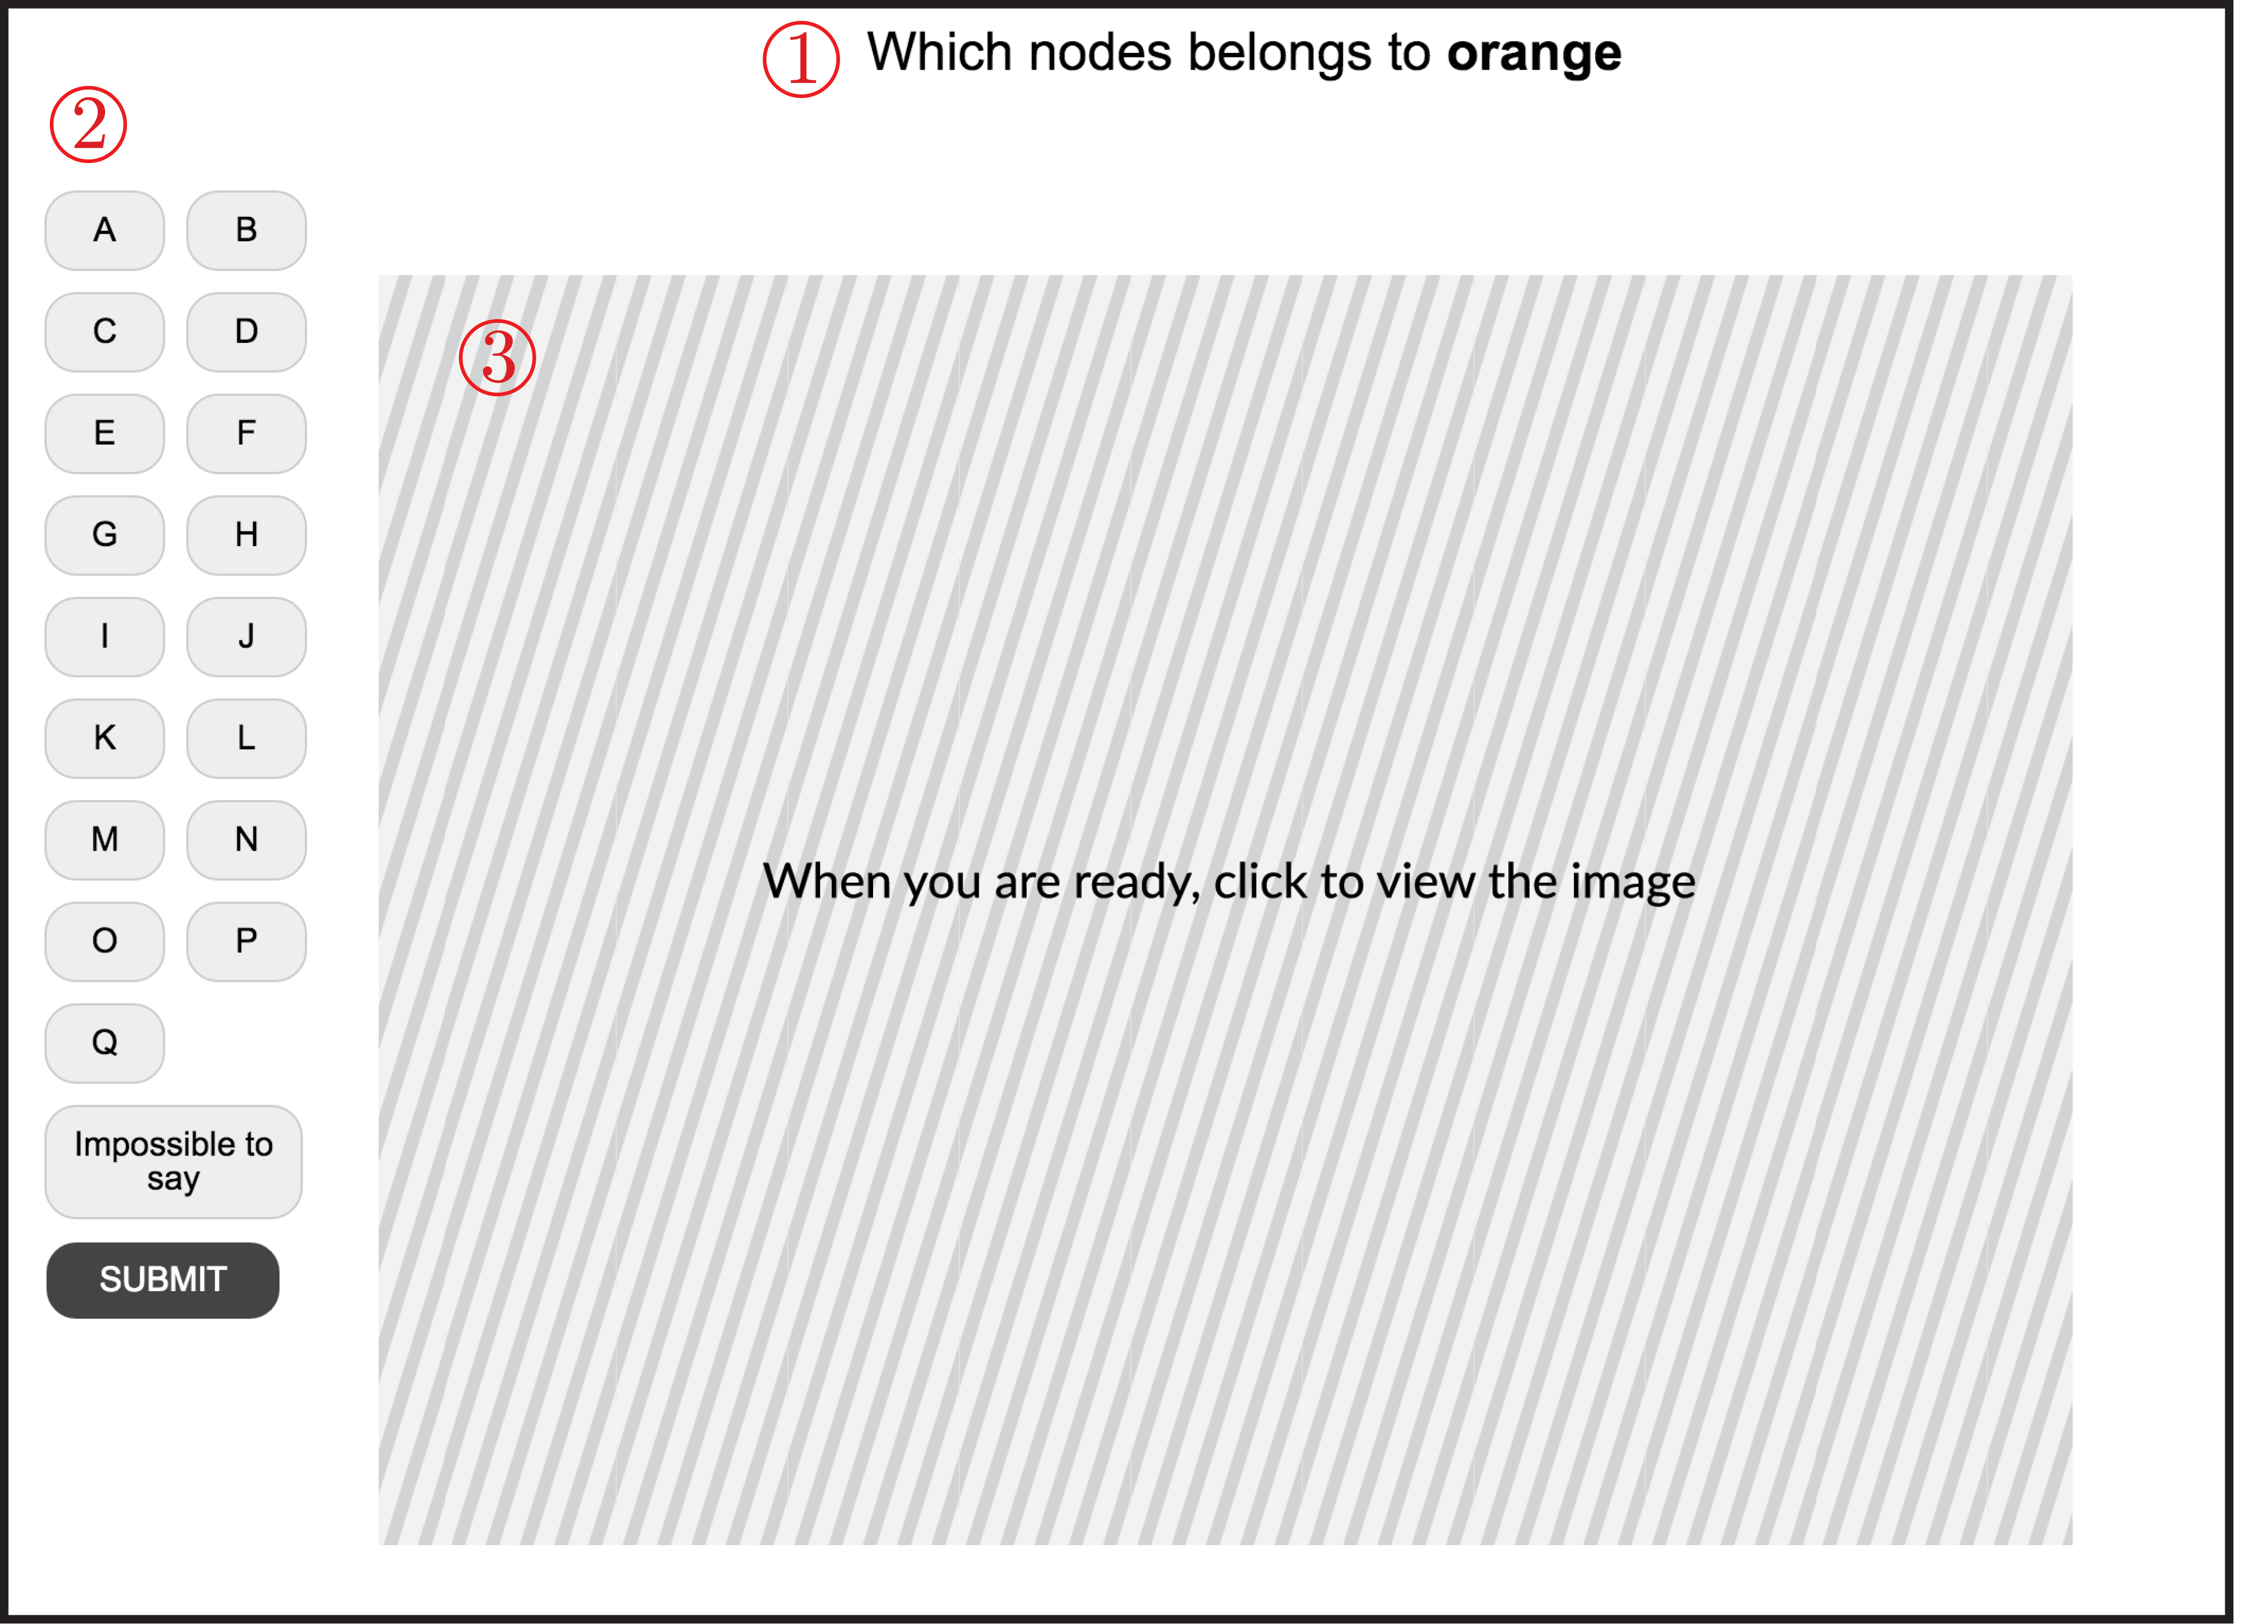 ① Which nodes belongs to orange
②
A B
C D
E F
G H
I J
K L
M N
O P
Q
Impossible to
say
SUBMIT
③
When you are ready, click to view the image